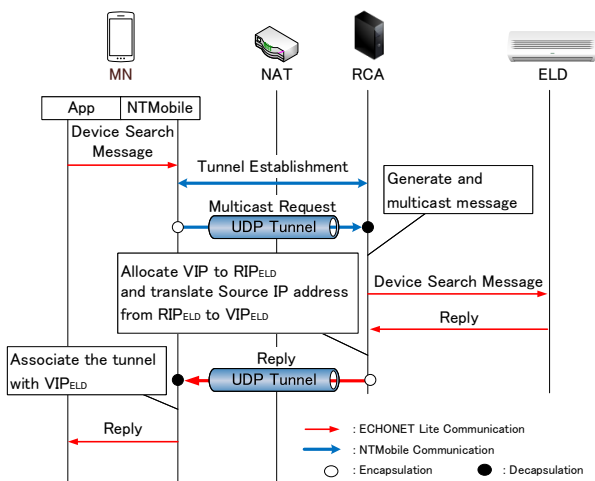 MN
NAT
RCA
ELD
App
NTMobile
Device Search
Message
Tunnel Establishment
Generate and
multicast message
Multicast Request
UDP Tunnel
Allocate VIP to RIPELD
and translate Source IP address
from RIPELD to VIPELD
Device Search Message
Reply
Associate the tunnel
with VIPELD
Reply
UDP Tunnel
Reply
: ECHONET Lite Communication
: NTMobile Communication
: Encapsulation
: Decapsulation